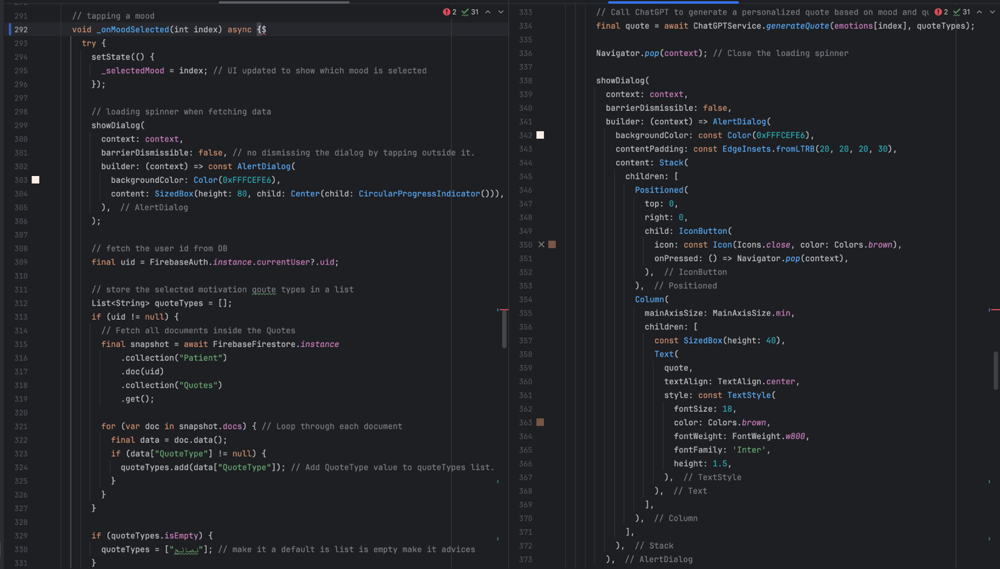 291 // tapping a mood
292 void _onMoodSelected(int index) async {$
293 try {
294 setState(() {
295 _selectedMood = index; // UI updated to show which mood is selected
296 });
297
298 // loading spinner when fetching data
299 showDialog(
300 context: context,
301 barrierDismissible: false, // no dismissing the dialog by tapping outside it.
302 builder: (context) => const AlertDialog(
303 backgroundColor: Color(0xFFFCEFE6),
304 content: SizedBox(height: 80, child: Center(child: CircularProgressIndicator())),
305 ), // AlertDialog
306 );
307
308 // fetch the user id from DB
309 final uid = FirebaseAuth.instance.currentUser?.uid;
310
311 // store the selected motivation qoute types in a list
312 List<String> quoteTypes = [];
313 if (uid != null) {
314 // Fetch all documents inside the Quotes
315 final snapshot = await FirebaseFirestore.instance
316 .collection("Patient")
317 .doc(uid)
318 .collection("Quotes")
319 .get();
320
321 for (var doc in snapshot.docs) { // Loop through each document
322 final data = doc.data();
323 if (data["QuoteType"] != null) {
324 quoteTypes.add(data["QuoteType"]); // Add QuoteType value to quoteTypes list.
325 }
326 }
327 }
328
329 if (quoteTypes.isEmpty) {
330 quoteTypes = ["نصائح"]; // make it a default is list is empty make it advices
331 }
2 31
333 // Call ChatGPT to generate a personalized quote based on mood and qu
334 final quote = await ChatGPTService.generateQuote(emotions[index], quoteTypes);
335
336 Navigator.pop(context); // Close the loading spinner
337
338 showDialog(
339 context: context,
340 barrierDismissible: false,
341 builder: (context) => AlertDialog(
342 backgroundColor: const Color(0xFFFCEFE6),
343 contentPadding: const EdgeInsets.fromLTRB(20, 20, 20, 30),
344 content: Stack(
345 children: [
346 Positioned(
347 top: 0,
348 right: 0,
349 child: IconButton(
350 icon: const Icon(Icons.close, color: Colors.brown),
351 onPressed: () => Navigator.pop(context),
352 ), // IconButton
353 ), // Positioned
354 Column(
355 mainAxisSize: MainAxisSize.min,
356 children: [
357 const SizedBox(height: 40),
358 Text(
359 quote,
360 textAlign: TextAlign.center,
361 style: const TextStyle(
362 fontSize: 18,
363 color: Colors.brown,
364 fontWeight: FontWeight.w800,
365 fontFamily: 'Inter',
366 height: 1.5,
367 ), // TextStyle
368 ), // Text
369 ],
370 ), // Column
371 ],
372 ), // Stack
373 ), // AlertDialog
2 31